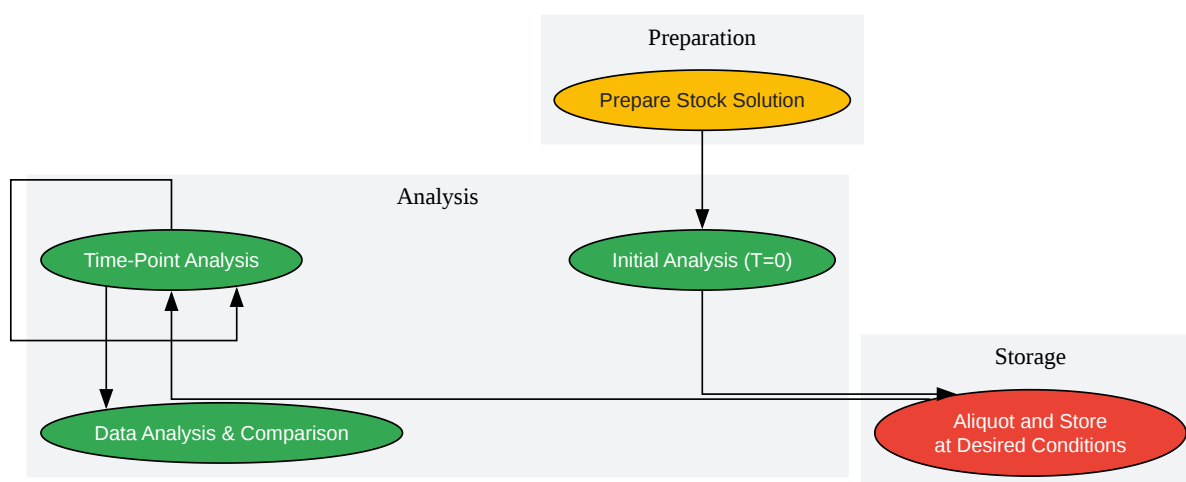 Preparation
Prepare Stock Solution
Analysis
Time-Point Analysis
Initial Analysis (T=0)
Storage
Data Analysis & Comparison
Aliquot and Store
at Desired Conditions